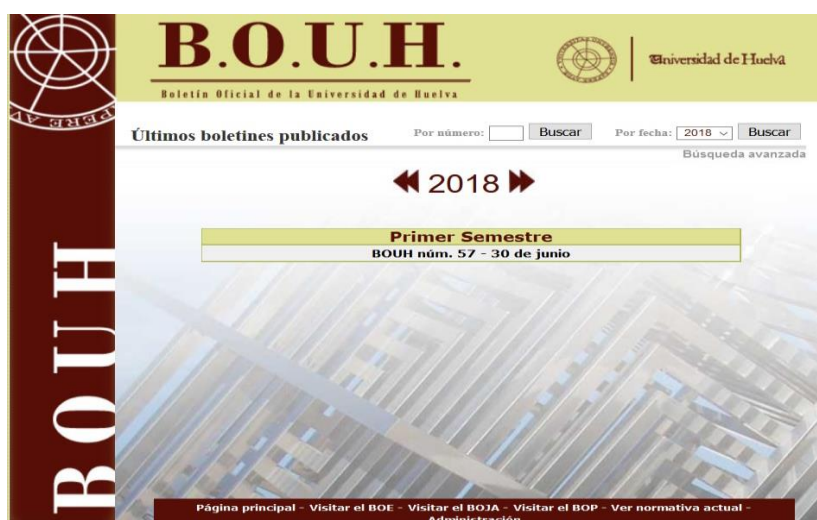 B.O.U.H.
Boletín Oficial de la Universidad de Huelva
Universidad de Huelva
Últimos boletines publicados
Por número: Buscar
Por fecha: 2018 Buscar
Búsqueda avanzada
2018
Primer Semestre
BOUH núm. 57 - 30 de junio
BOUH
Página principal - Visitar el BOE - Visitar el BOJA - Visitar el BOP - Ver normativa actual -
Administración